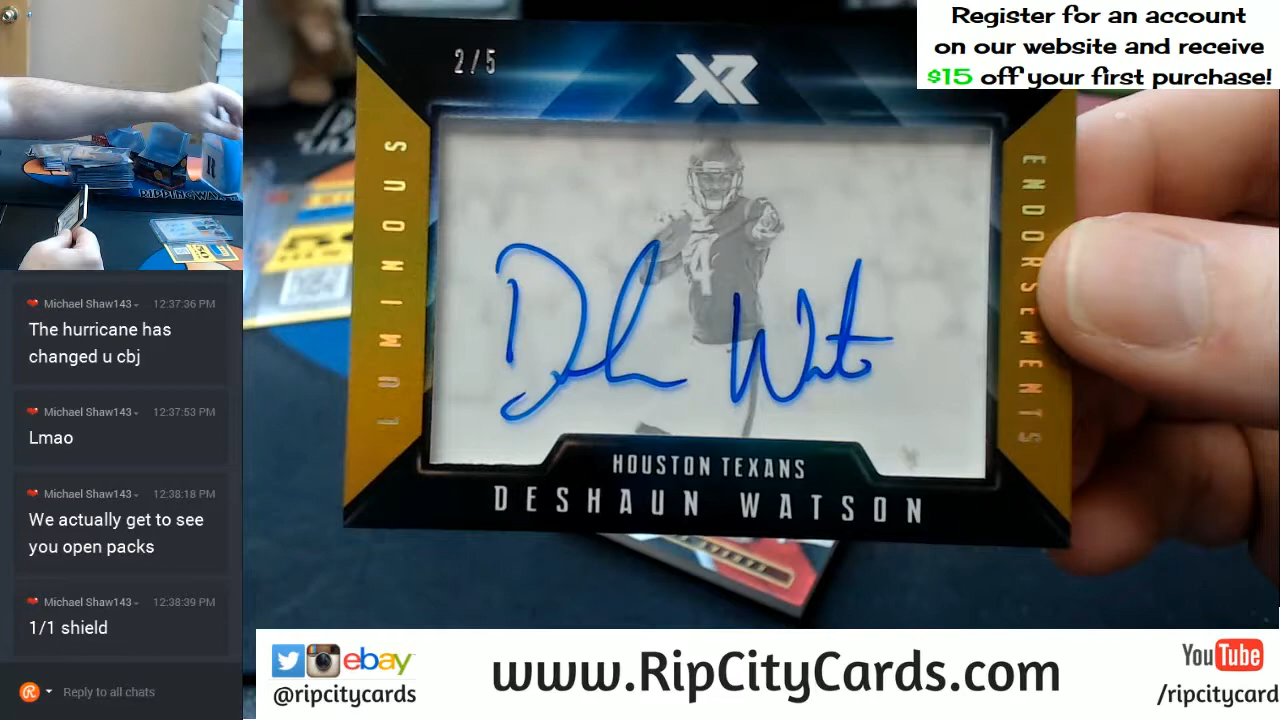 Register for an account
on our website and receive
$15 off your first purchase!
2/5
XR
LUMINOUS
ENDORSEMENTS
4
HOUSTON TEXANS
DESHAUN WATSON
Michael Shaw143 12:37:36 PM
The hurricane has
changed u cbj
Michael Shaw143 12:37:53 PM
Lmao
Michael Shaw143 12:38:18 PM
We actually get to see
you open packs
Michael Shaw143 12:38:39 PM
1/1 shield
Reply to all chats
ebay
@ripcitycards
www.RipCityCards.com
YouTube
/ripcitycard